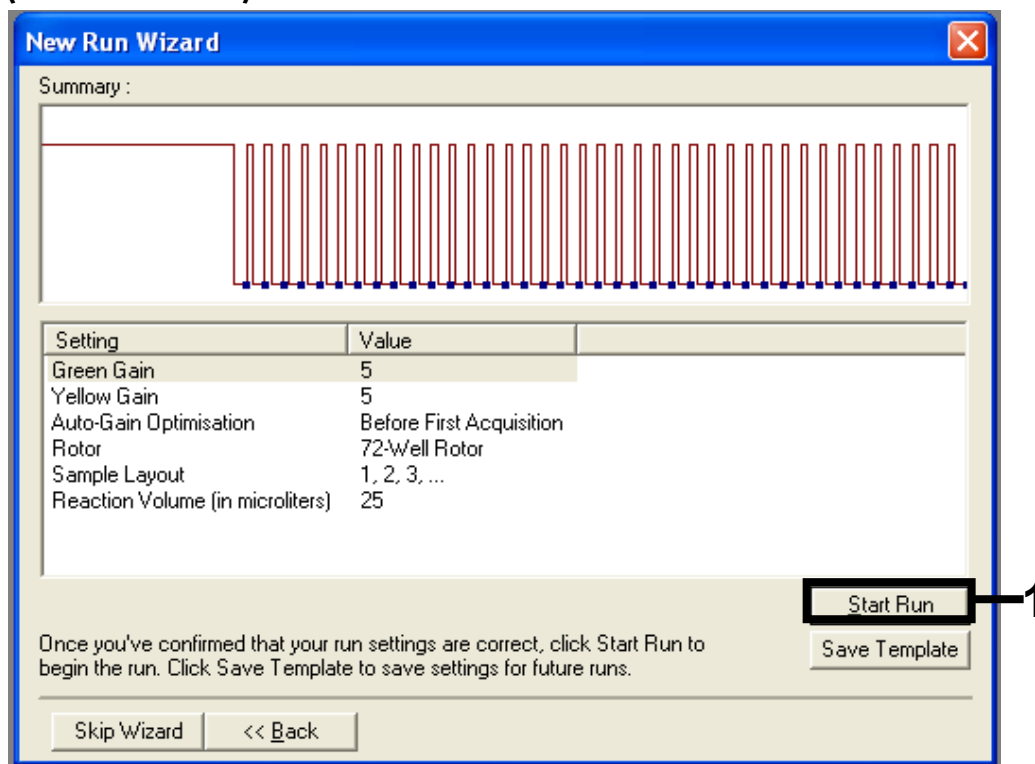 New Run Wizard
Summary :
Setting Value
Green Gain 5
Yellow Gain 5
Auto-Gain Optimisation Before First Acquisition
Rotor 72-Well Rotor
Sample Layout 1, 2, 3, ...
Reaction Volume (in microliters) 25
Start Run
1
Once you've confirmed that your run settings are correct, click Start Run to
begin the run. Click Save Template to save settings for future runs.
Save Template
Skip Wizard << Back